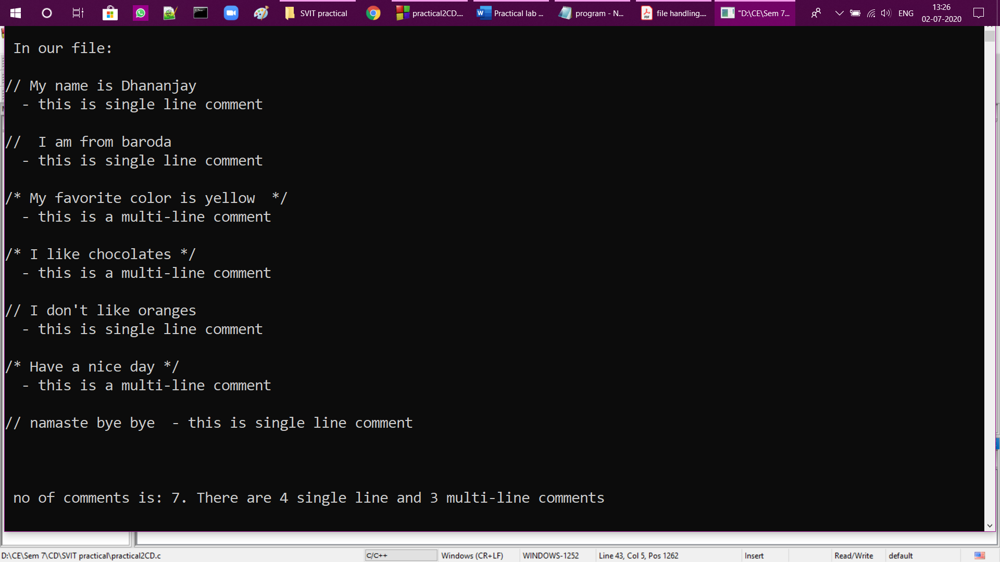 SVIT practical
practical2CD....
Practical lab ...
program - N...
file handling....
"D:\CE\Sem 7...
ENG
13:26
02-07-2020
In our file:
// My name is Dhananjay
- this is single line comment
//  I am from baroda
- this is single line comment
/* My favorite color is yellow  */
- this is a multi-line comment
/* I like chocolates */
- this is a multi-line comment
// I don't like oranges
- this is single line comment
/* Have a nice day */
- this is a multi-line comment
// namaste bye bye  - this is single line comment
no of comments is: 7. There are 4 single line and 3 multi-line comments
D:\CE\Sem 7\CD\SVIT practical\practical2CD.c
C/C++
Windows (CR+LF)
WINDOWS-1252
Line 43, Col 5, Pos 1262
Insert
Read/Write
default